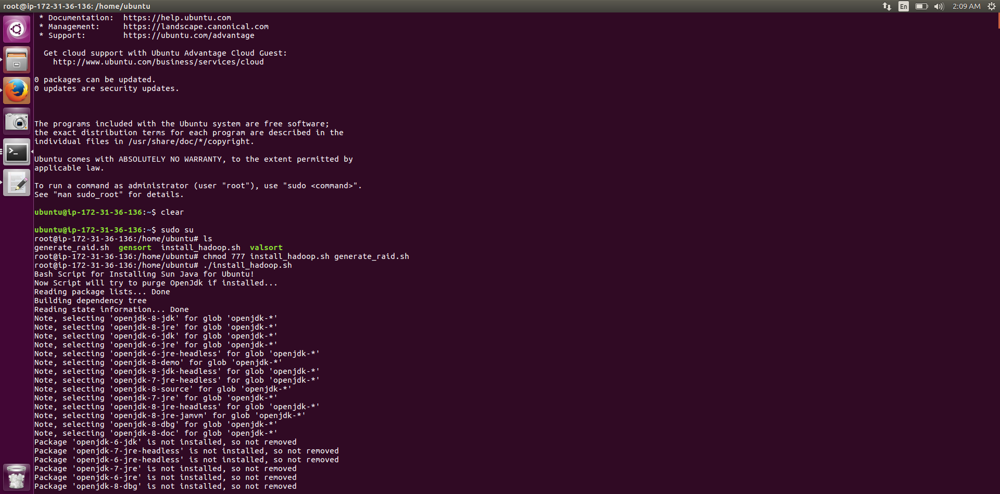 root@ip-172-31-36-136: /home/ubuntu
En
2:09 AM
* Documentation:  https://help.ubuntu.com
* Management:     https://landscape.canonical.com
* Support:        https://ubuntu.com/advantage
Get cloud support with Ubuntu Advantage Cloud Guest:
http://www.ubuntu.com/business/services/cloud
0 packages can be updated.
0 updates are security updates.
The programs included with the Ubuntu system are free software;
the exact distribution terms for each program are described in the
individual files in /usr/share/doc/*/copyright.
Ubuntu comes with ABSOLUTELY NO WARRANTY, to the extent permitted by
applicable law.
To run a command as administrator (user "root"), use "sudo <command>".
See "man sudo_root" for details.
ubuntu@ip-172-31-36-136:~$ clear
ubuntu@ip-172-31-36-136:~$ sudo su
root@ip-172-31-36-136:/home/ubuntu# ls
generate_raid.sh  gensort  install_hadoop.sh  valsort
root@ip-172-31-36-136:/home/ubuntu# chmod 777 install_hadoop.sh generate_raid.sh
root@ip-172-31-36-136:/home/ubuntu# ./install_hadoop.sh
Bash Script for Installing Sun Java for Ubuntu!
Now Script will try to purge OpenJdk if installed...
Reading package lists... Done
Building dependency tree
Reading state information... Done
Note, selecting 'openjdk-8-jdk' for glob 'openjdk-*'
Note, selecting 'openjdk-8-jre' for glob 'openjdk-*'
Note, selecting 'openjdk-6-jdk' for glob 'openjdk-*'
Note, selecting 'openjdk-6-jre' for glob 'openjdk-*'
Note, selecting 'openjdk-6-jre-headless' for glob 'openjdk-*'
Note, selecting 'openjdk-8-demo' for glob 'openjdk-*'
Note, selecting 'openjdk-8-jdk-headless' for glob 'openjdk-*'
Note, selecting 'openjdk-7-jre-headless' for glob 'openjdk-*'
Note, selecting 'openjdk-8-source' for glob 'openjdk-*'
Note, selecting 'openjdk-7-jre' for glob 'openjdk-*'
Note, selecting 'openjdk-8-jre-headless' for glob 'openjdk-*'
Note, selecting 'openjdk-8-jre-jamvm' for glob 'openjdk-*'
Note, selecting 'openjdk-8-dbg' for glob 'openjdk-*'
Note, selecting 'openjdk-8-doc' for glob 'openjdk-*'
Package 'openjdk-6-jdk' is not installed, so not removed
Package 'openjdk-7-jre-headless' is not installed, so not removed
Package 'openjdk-6-jre-headless' is not installed, so not removed
Package 'openjdk-7-jre' is not installed, so not removed
Package 'openjdk-6-jre' is not installed, so not removed
Package 'openjdk-8-dbg' is not installed, so not removed